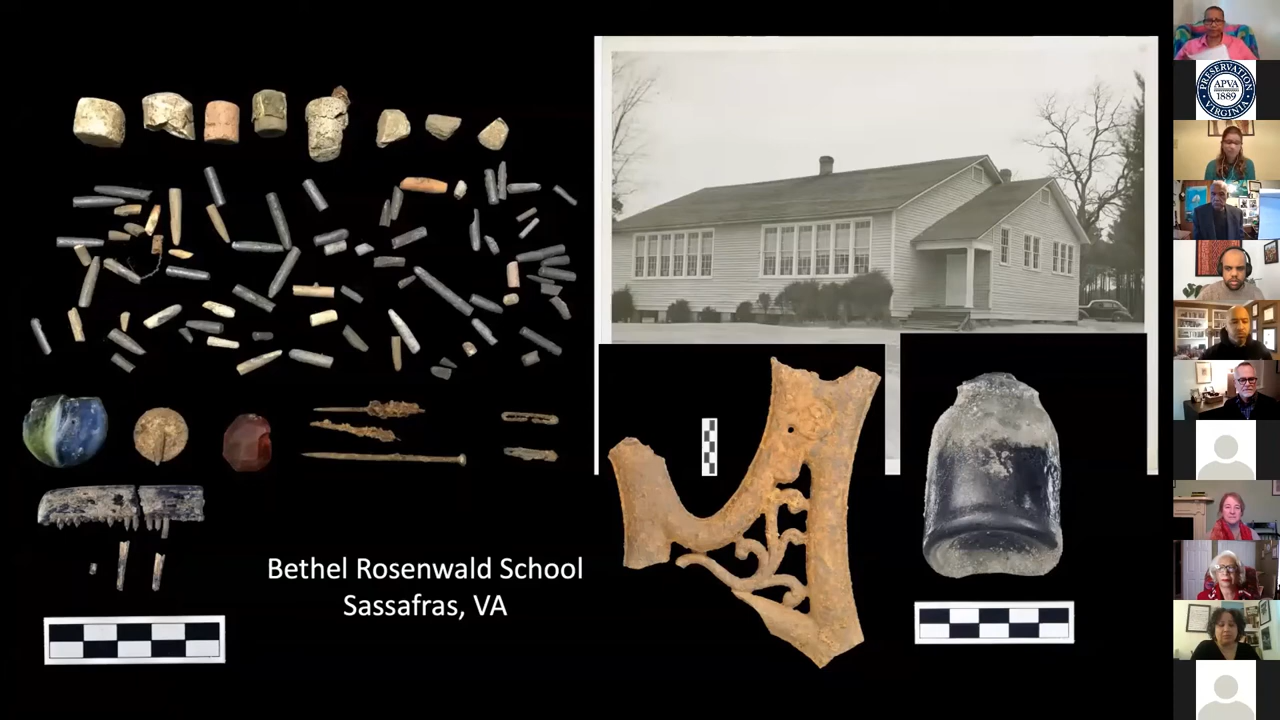 Bethel Rosenwald School
Sassafras, VA
PRESERVATION
APVA
1889
VIRGINIA